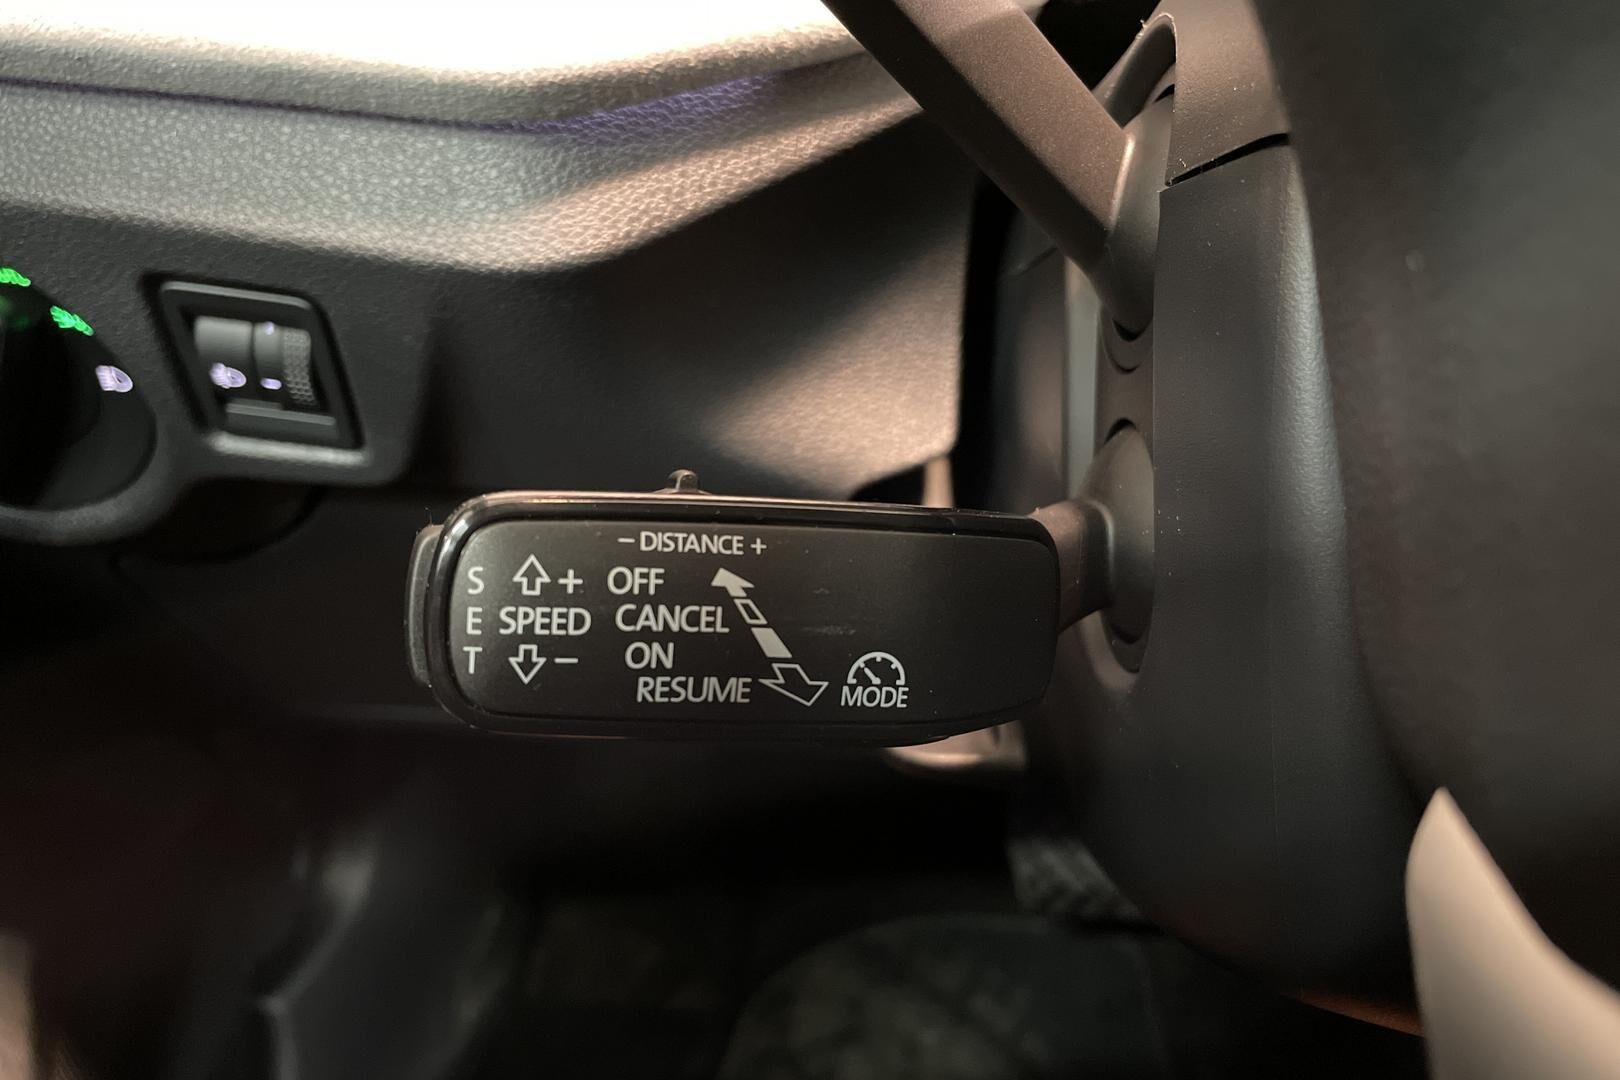 − DISTANCE +
S + OFF
E SPEED CANCEL
T − ON
RESUME MODE